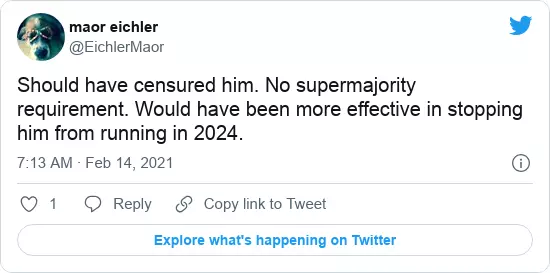 maor eichler
@EichlerMaor
Should have censured him. No supermajority
requirement. Would have been more effective in stopping
him from running in 2024.
7:13 AM · Feb 14, 2021
1 Reply Copy link to Tweet
Explore what's happening on Twitter